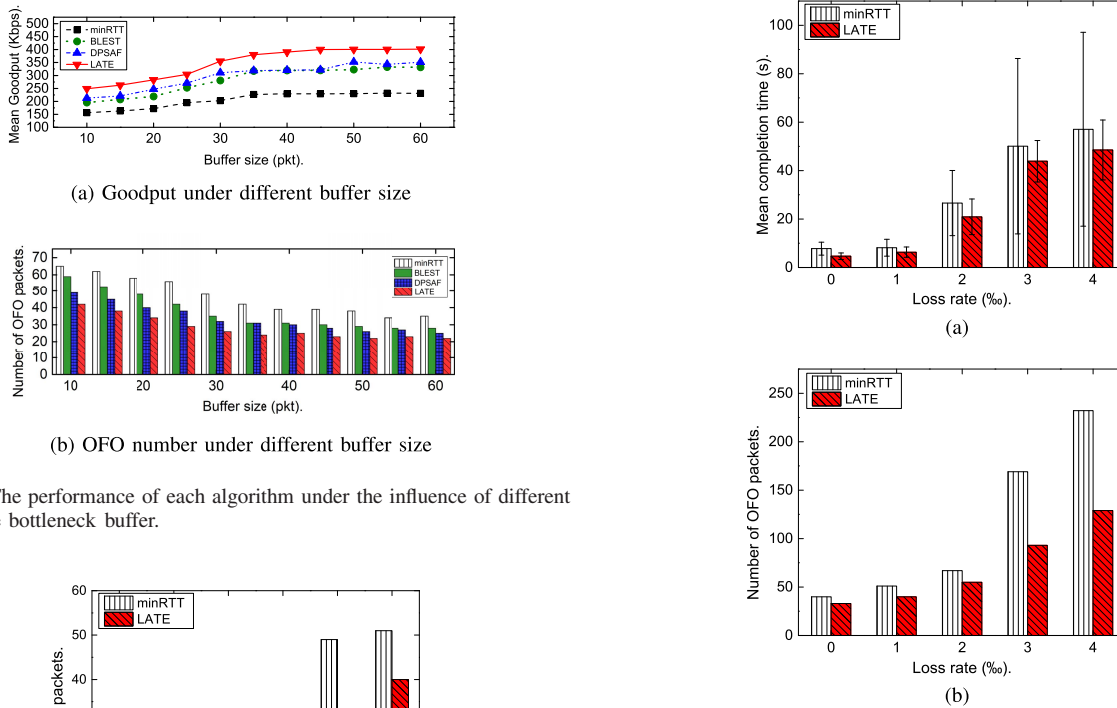 500
450
400
350
300
250
200
150
100
Mean Goodput (Kbps).
minRTT
BLEST
DPSAF
LATE
10 20 30 40 50 60
Buffer size (pkt).
(a) Goodput under different buffer size
70
60
50
40
30
20
10
0
Number of OFO packets.
minRTT
BLEST
DPSAF
LATE
10 20 30 40 50 60
Buffer size (pkt).
(b) OFO number under different buffer size
he performance of each algorithm under the influence of different
bottleneck buffer.
60
50
40
packets.
minRTT
LATE
100
80
60
40
20
0
Mean completion time (s).
minRTT
LATE
0 1 2 3 4
Loss rate (‰).
(a)
250
200
150
100
50
0
Number of OFO packets.
minRTT
LATE
0 1 2 3 4
Loss rate (‰).
(b)